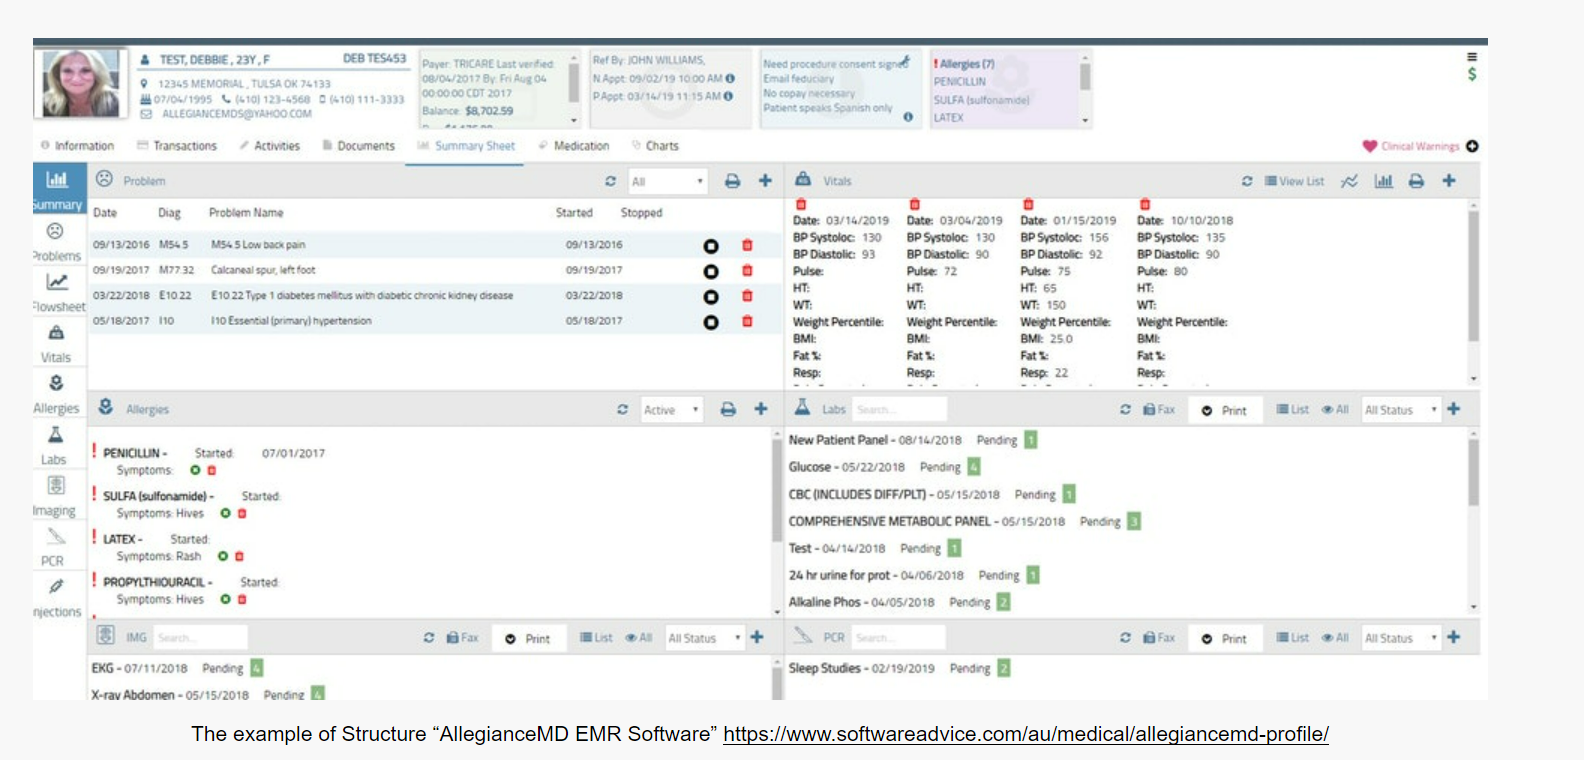 TEST, DEBBIE , 23Y , F DEB TES453
12345 MEMORIAL , TULSA OK 74133
07/04/1995 (410) 123-4568 (410) 111-3333
ALLEGIANCEMDS@YAHOO.COM
Payer: TRICARE Last verified:
08/04/2017 By: Fri Aug 04
00:00:00 CDT 2017
Balance: $8,702.59
Ref By: JOHN WILLIAMS,
N.Appt: 09/02/19 10:00 AM
P.Appt: 03/14/19 11:15 AM
Need procedure consent signed
Email feduciary
No copay necessary
Patient speaks Spanish only
! Allergies (7)
PENICILLIN
SULFA (sulfonamide)
LATEX
Information Transactions Activities Documents Summary Sheet Medication Charts Clinical Warnings
Summary
Problems
Flowsheet
Vitals
Allergies
Labs
Imaging
PCR
njections
Problem All
Date Diag Problem Name Started Stopped
09/13/2016 M54.5 M54.5 Low back pain 09/13/2016
09/19/2017 M77.32 Calcaneal spur, left foot 09/19/2017
03/22/2018 E10.22 E10.22 Type 1 diabetes mellitus with diabetic chronic kidney disease 03/22/2018
05/18/2017 I10 I10 Essential (primary) hypertension 05/18/2017
Vitals View List
Date: 03/14/2019 Date: 03/04/2019 Date: 01/15/2019 Date: 10/10/2018
BP Systoloc: 130 BP Systoloc: 130 BP Systoloc: 156 BP Systoloc: 135
BP Diastolic: 93 BP Diastolic: 90 BP Diastolic: 92 BP Diastolic: 90
Pulse: Pulse: 72 Pulse: 75 Pulse: 80
HT: HT: HT: 65 HT:
WT: WT: WT: 150 WT:
Weight Percentile: Weight Percentile: Weight Percentile: Weight Percentile:
BMI: BMI: BMI: 25.0 BMI:
Fat %: Fat %: Fat %: Fat %:
Resp: Resp: Resp: 22 Resp:
Allergies Active
! PENICILLIN - Started: 07/01/2017
Symptoms:
! SULFA (sulfonamide) - Started:
Symptoms: Hives
! LATEX - Started:
Symptoms: Rash
! PROPYLTHIOURACIL - Started:
Symptoms: Hives
Labs Search... Fax Print List All All Status
New Patient Panel - 08/14/2018 Pending 1
Glucose - 05/22/2018 Pending 4
CBC (INCLUDES DIFF/PLT) - 05/15/2018 Pending 1
COMPREHENSIVE METABOLIC PANEL - 05/15/2018 Pending 3
Test - 04/14/2018 Pending 1
24 hr urine for prot - 04/06/2018 Pending 1
Alkaline Phos - 04/05/2018 Pending 2
IMG Search... Fax Print List All All Status
EKG - 07/11/2018 Pending 4
X-ray Abdomen - 05/15/2018 Pending 4
PCR Search... Fax Print List All All Status
Sleep Studies - 02/19/2019 Pending 2
The example of Structure “AllegianceMD EMR Software” https://www.softwareadvice.com/au/medical/allegiancemd-profile/